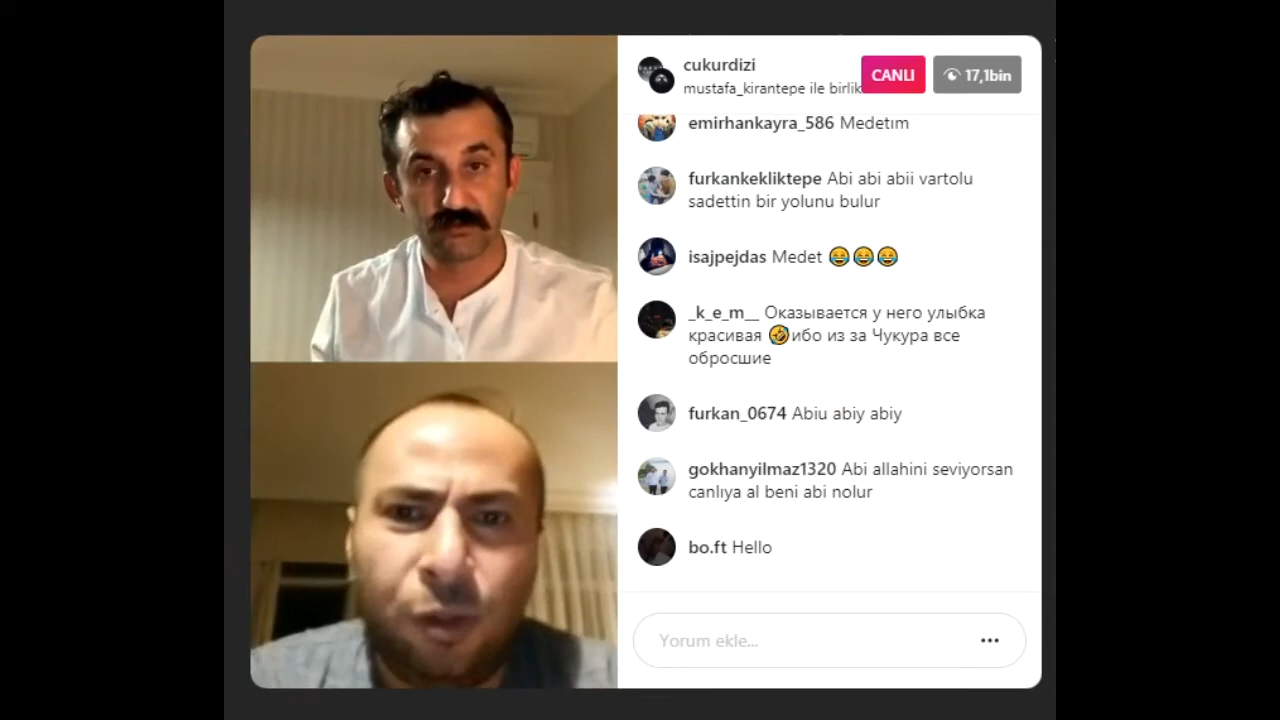 cukurdizi
CANLI
17,1bin
mustafa_kirantepe ile birlik
emirhankayra_586 Medetım
furkankekliktepe Abi abi abii vartolu
sadettin bir yolunu bulur
isajpejdas Medet 😂😂😂
_k_e_m__ Оказывается у него улыбка
красивая 🤣ибо из за Чукура все
обросшие
furkan_0674 Abiu abiy abiy
gokhanyilmaz1320 Abi allahini seviyorsan
canlıya al beni abi nolur
bo.ft Hello
Yorum ekle...